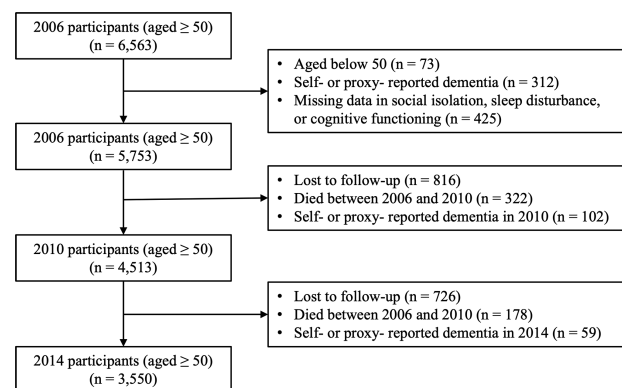 2006 participants (aged ≥ 50)
(n = 6,563)
• Aged below 50 (n = 73)
• Self- or proxy- reported dementia (n = 312)
• Missing data in social isolation, sleep disturbance,
or cognitive functioning (n = 425)
2006 participants (aged ≥ 50)
(n = 5,753)
• Lost to follow-up (n = 816)
• Died between 2006 and 2010 (n = 322)
• Self- or proxy- reported dementia in 2010 (n = 102)
2010 participants (aged ≥ 50)
(n = 4,513)
• Lost to follow-up (n = 726)
• Died between 2006 and 2010 (n = 178)
• Self- or proxy- reported dementia in 2014 (n = 59)
2014 participants (aged ≥ 50)
(n = 3,550)